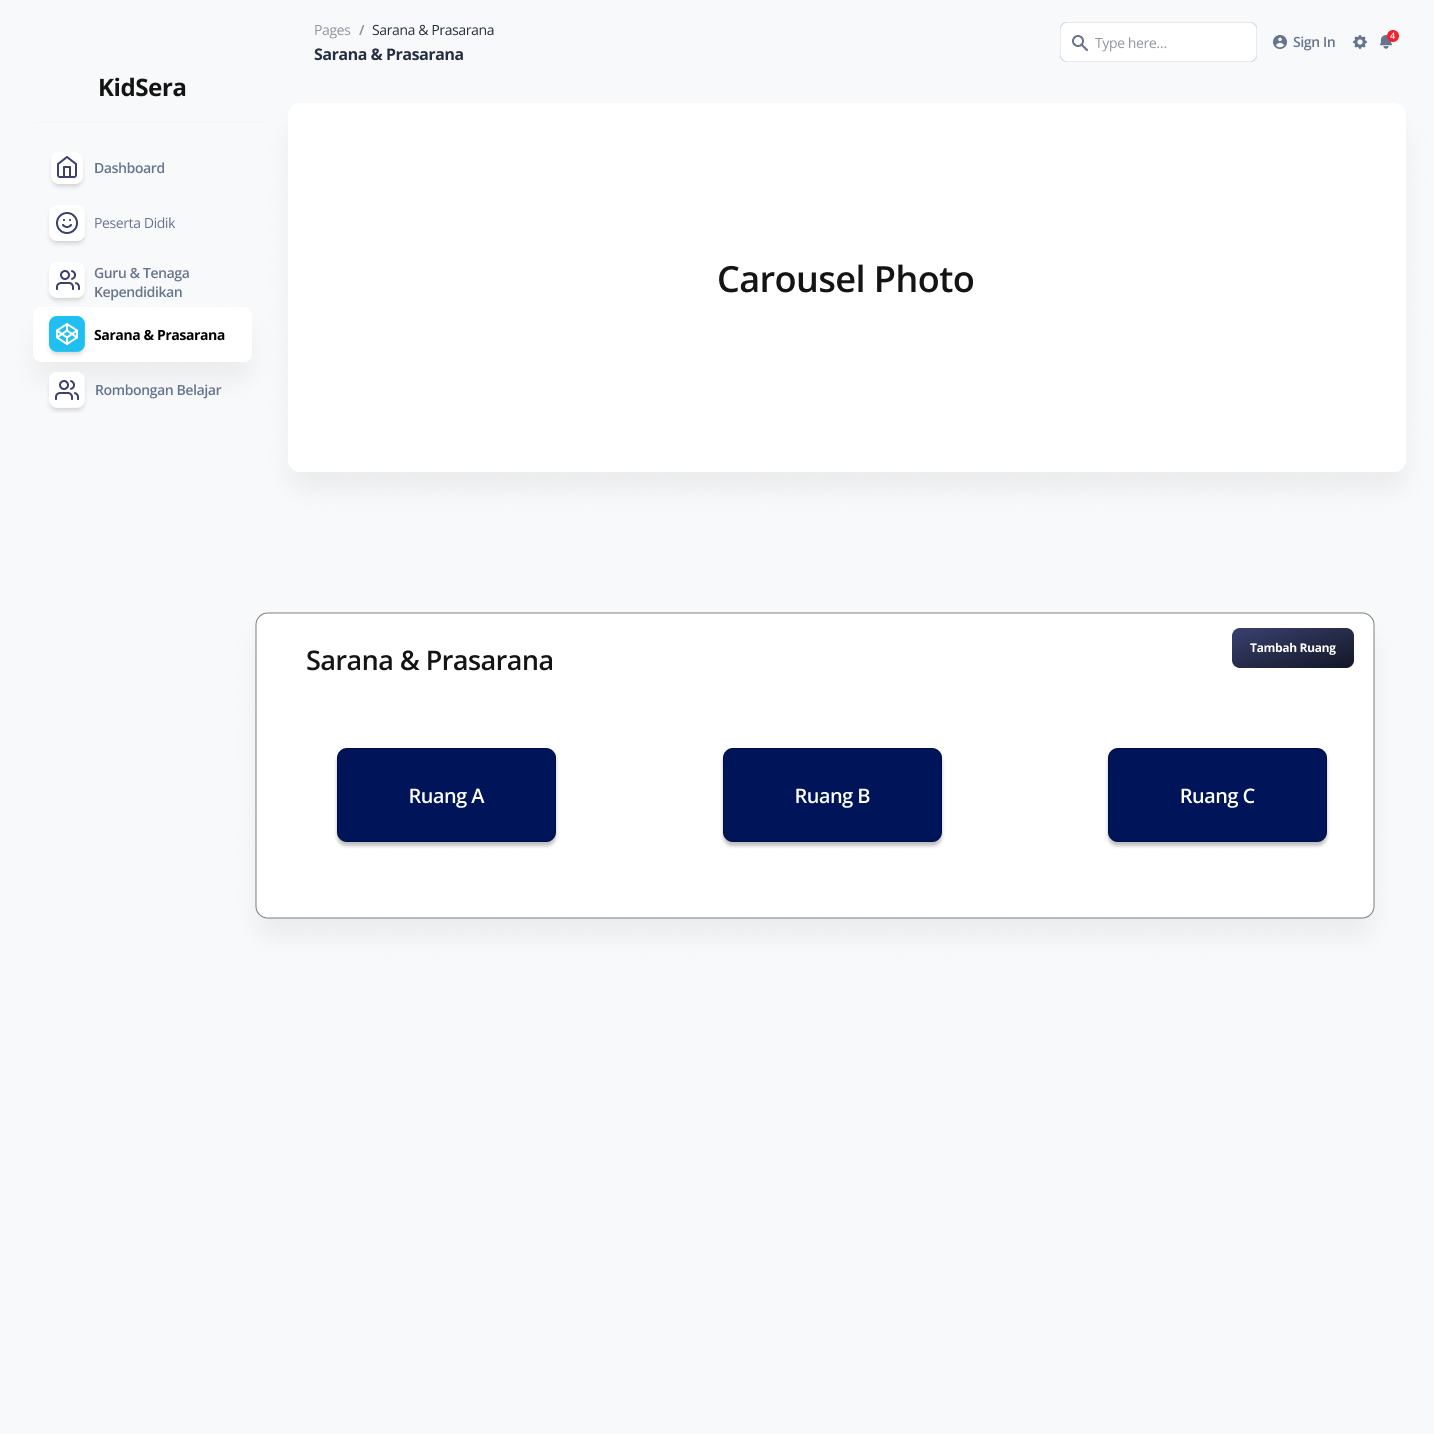 Pages / Sarana & Prasarana
Sarana & Prasarana
Type here...
Sign In
4
KidSera
Dashboard
Peserta Didik
Guru & Tenaga
Kependidikan
Sarana & Prasarana
Rombongan Belajar
Carousel Photo
Sarana & Prasarana
Tambah Ruang
Ruang A
Ruang B
Ruang C